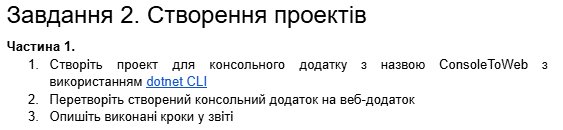 Завдання 2. Створення проектів
Частина 1.
1. Створіть проект для консольного додатку з назвою ConsoleToWeb з
використанням dotnet CLI
2. Перетворіть створений консольний додаток на веб-додаток
3. Опишіть виконані кроки у звіті